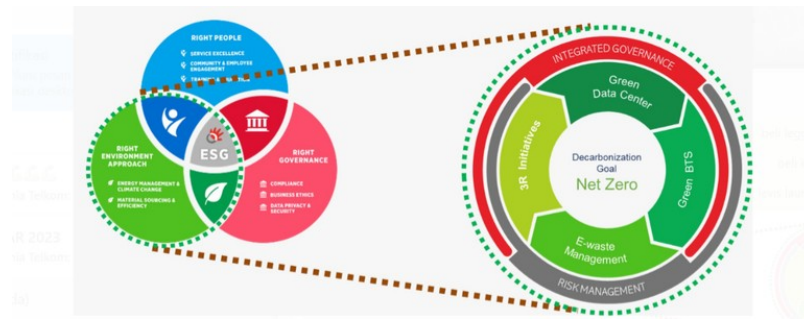 RIGHT PEOPLE
SERVICE EXCELLENCE
COMMUNITY & EMPLOYEE
ENGAGEMENT
RIGHT
ENVIRONMENT
APPROACH
ENERGY MANAGEMENT &
CLIMATE CHANGE
MATERIAL SOURCING &
EFFICIENCY
ESG
RIGHT
GOVERNANCE
COMPLIANCE
BUSINESS ETHICS
DATA PRIVACY &
SECURITY
INTEGRATED GOVERNANCE
Green
Data Center
3R Initiatives
Decarbonization
Goal
Net Zero
Green BTS
E-waste
Management
RISK MANAGEMENT
2023